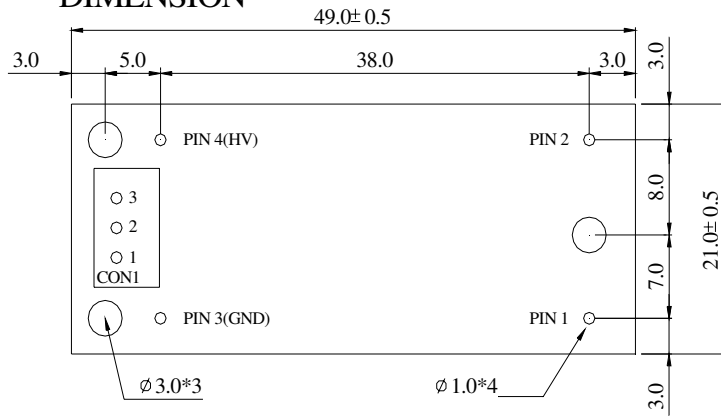 DIMENSION
49.0± 0.5
3.0 5.0 38.0 3.0
3.0
PIN 4(HV) PIN 2
3
2
1
CON1
8.0
7.0
21.0± 0.5
PIN 3(GND) PIN 1
ϕ3.0*3 ϕ1.0*4
3.0